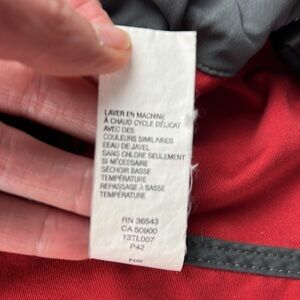 LAVER EN MACHINE
À CHAUD CYCLE DÉLICAT
AVEC DES
COULEURS SIMILAIRES
EEAU DE JAVEL
SANS CHLORE SEULEMENT
SI NÉCESSAIRE
SÉCHOIR BASSE
TEMPÉRATURE
REPASSAGE À BASSE
TEMPÉRATURE
RN 36543
CA 50900
13TL007
P42